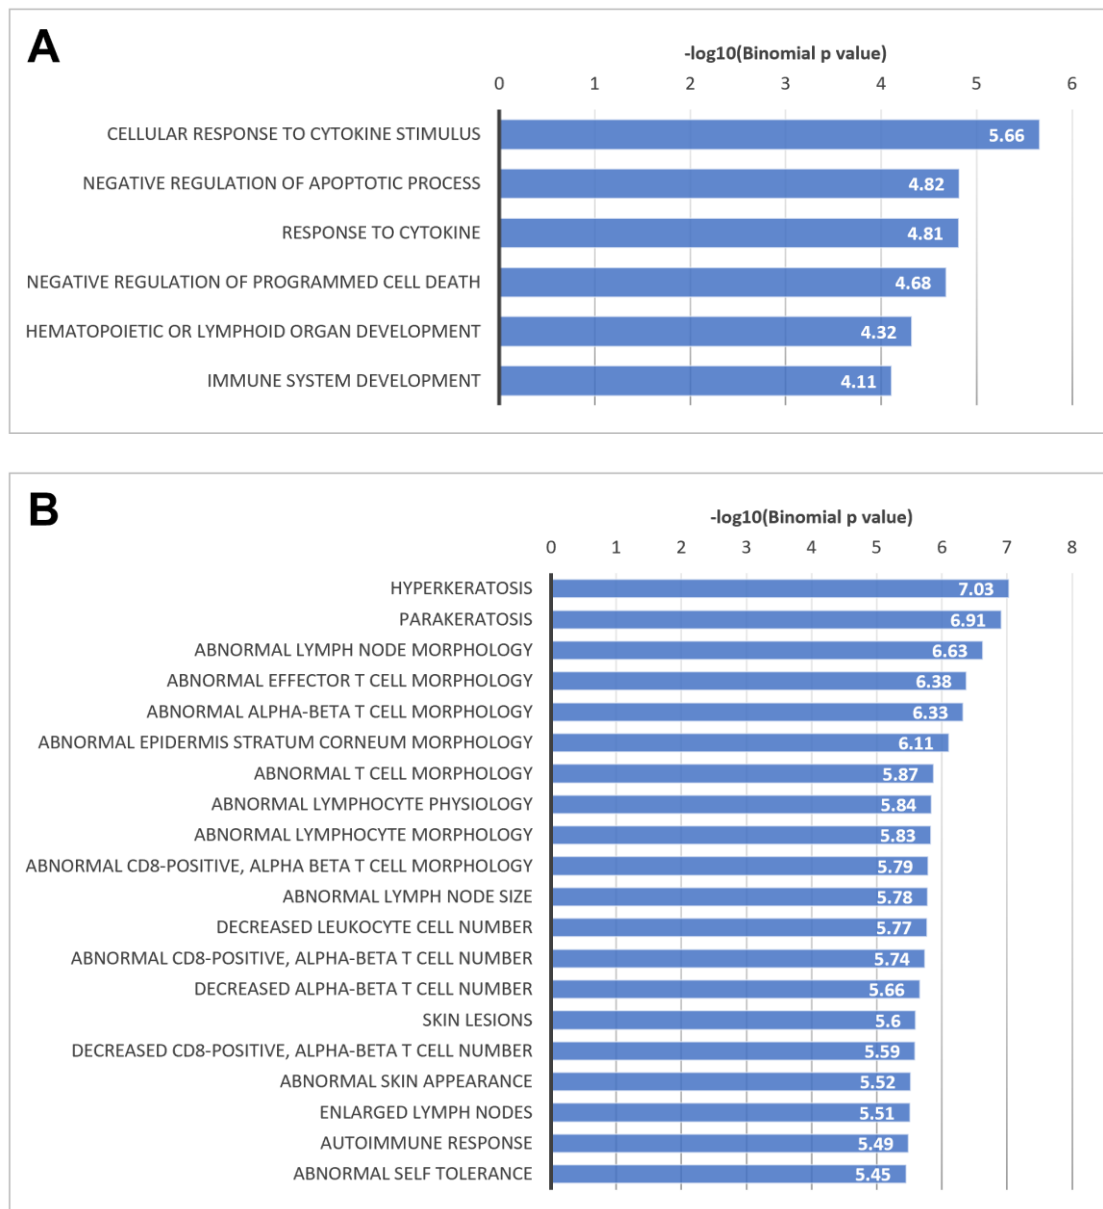 A
-log10(Binomial p value)
0 1 2 3 4 5 6
CELLULAR RESPONSE TO CYTOKINE STIMULUS 5.66
NEGATIVE REGULATION OF APOPTOTIC PROCESS 4.82
RESPONSE TO CYTOKINE 4.81
NEGATIVE REGULATION OF PROGRAMMED CELL DEATH 4.68
HEMATOPOIETIC OR LYMPHOID ORGAN DEVELOPMENT 4.32
IMMUNE SYSTEM DEVELOPMENT 4.11
B
-log10(Binomial p value)
0 1 2 3 4 5 6 7 8
HYPERKERATOSIS 7.03
PARAKERATOSIS 6.91
ABNORMAL LYMPH NODE MORPHOLOGY 6.63
ABNORMAL EFFECTOR T CELL MORPHOLOGY 6.38
ABNORMAL ALPHA-BETA T CELL MORPHOLOGY 6.33
ABNORMAL EPIDERMIS STRATUM CORNEUM MORPHOLOGY 6.11
ABNORMAL T CELL MORPHOLOGY 5.87
ABNORMAL LYMPHOCYTE PHYSIOLOGY 5.84
ABNORMAL LYMPHOCYTE MORPHOLOGY 5.83
ABNORMAL CD8-POSITIVE, ALPHA BETA T CELL MORPHOLOGY 5.79
ABNORMAL LYMPH NODE SIZE 5.78
DECREASED LEUKOCYTE CELL NUMBER 5.77
ABNORMAL CD8-POSITIVE, ALPHA-BETA T CELL NUMBER 5.74
DECREASED ALPHA-BETA T CELL NUMBER 5.66
SKIN LESIONS 5.6
DECREASED CD8-POSITIVE, ALPHA-BETA T CELL NUMBER 5.59
ABNORMAL SKIN APPEARANCE 5.52
ENLARGED LYMPH NODES 5.51
AUTOIMMUNE RESPONSE 5.49
ABNORMAL SELF TOLERANCE 5.45